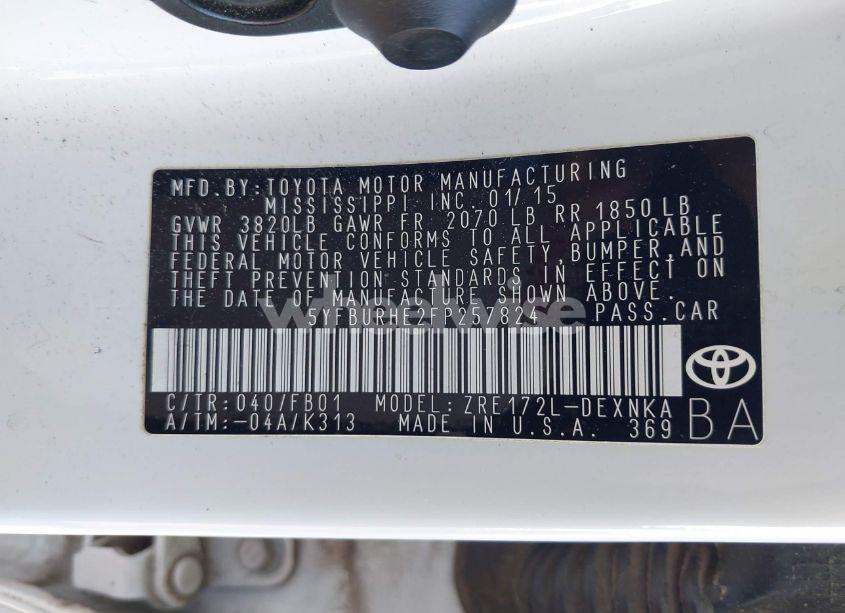 MFD.BY:TOYOTA MOTOR MANUFACTURING
MISSISSIPPI INC. 01/15
GVWR 3820LB GAWR FR 2070 LB RR 1850LB
THIS VEHICLE CONFORMS TO ALL APPLICABLE
FEDERAL MOTOR VEHICLE SAFETY,BUMPER,AND
THEFT PREVENTION STANDARDS IN EFFECT ON
THE DATE OF MANUFACTURE SHOWN ABOVE.
wheelwise
5YFBURHE2FP257824 PASS.CAR
C/TR:040/FB01 MODEL:ZRE172L-DEXNKA
A/TM:-04A/K313 MADE IN U.S.A. 369
BA